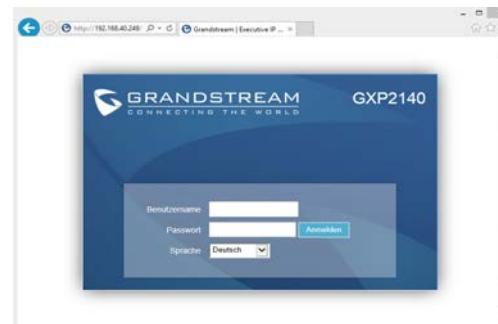 http://192.168.40.248/
Grandstream | Executive IP ...
GRANDSTREAM
CONNECTING THE WORLD
GXP2140
Benutzername
Passwort
Anmelden
Sprache
Deutsch